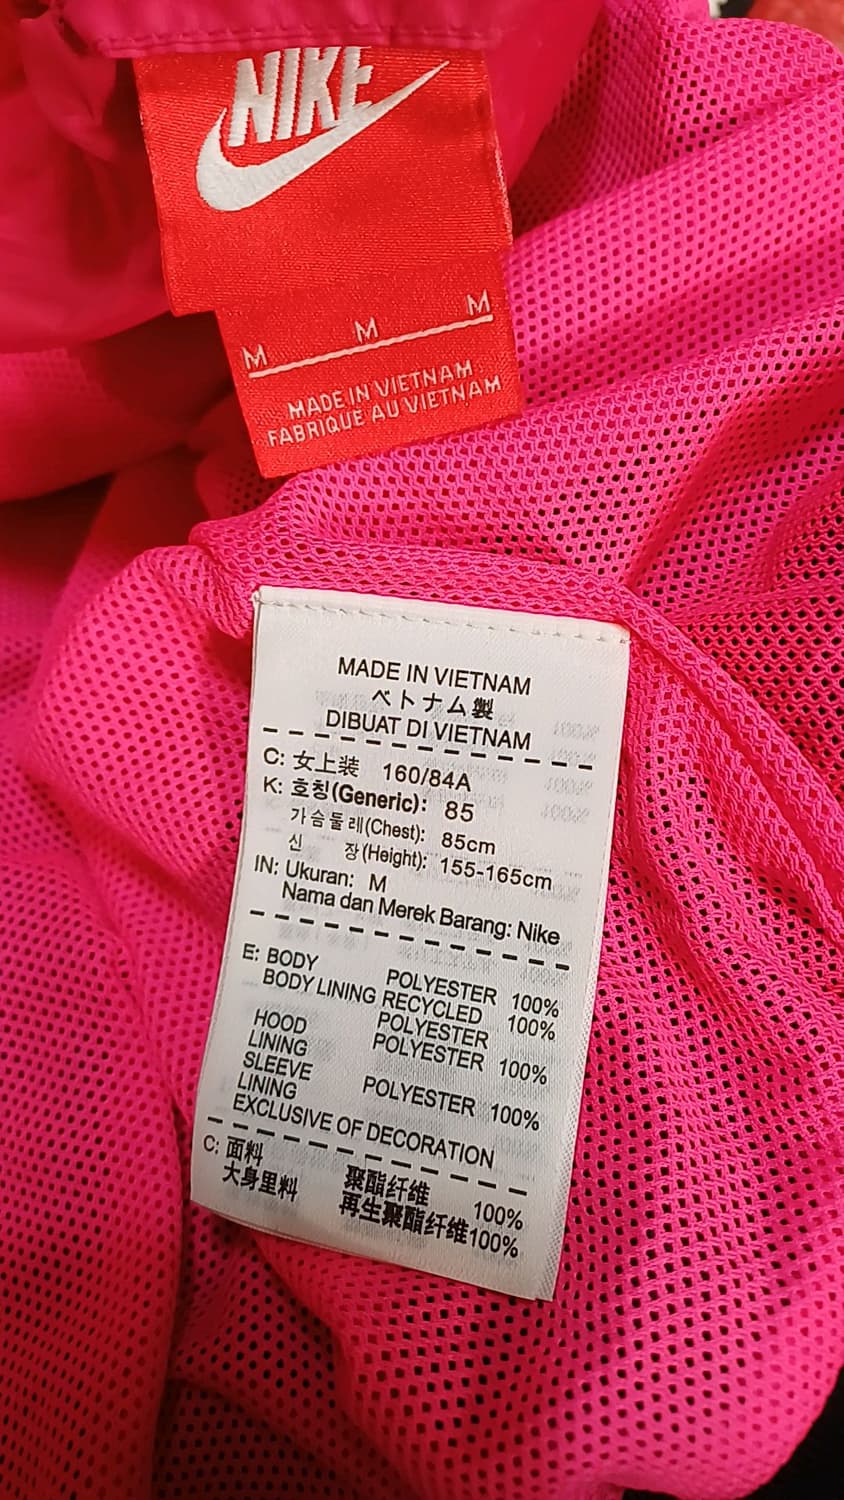 NIKE
M M M
MADE IN VIETNAM
FABRIQUE AU VIETNAM
MADE IN VIETNAM
ベトナム製
DIBUAT DI VIETNAM
C: 女上装 160/84A
K: 호칭(Generic): 85
가슴둘레(Chest): 85cm
신 장(Height): 155-165cm
IN: Ukuran: M
Nama dan Merek Barang: Nike
E: BODY POLYESTER 100%
BODY LINING RECYCLED 100%
POLYESTER
HOOD POLYESTER 100%
LINING
SLEEVE POLYESTER 100%
LINING
EXCLUSIVE OF DECORATION
C: 面料 聚酯纤维 100%
大身里料 再生聚酯纤维100%